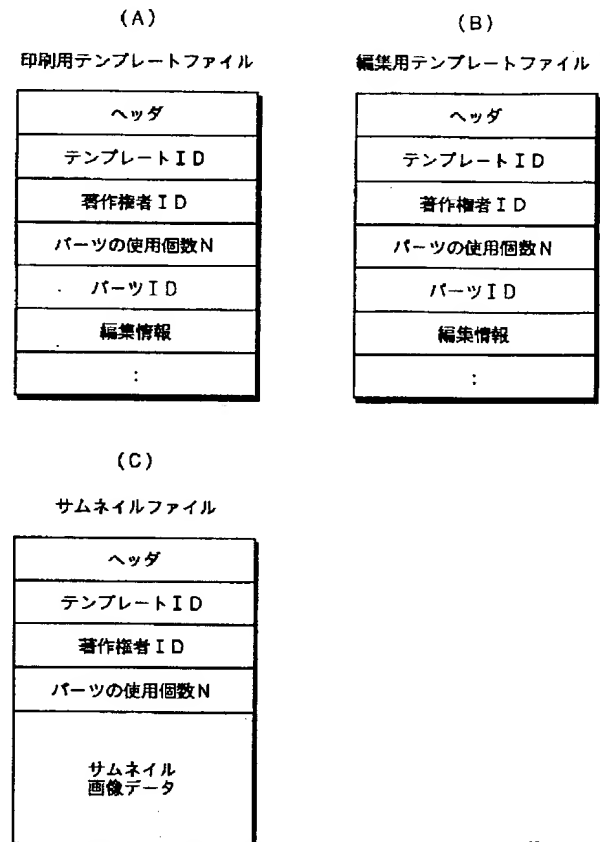 (A)
印刷用テンプレートファイル
ヘッダ
テンプレートID
著作権者ID
パーツの使用個数N
パーツID
編集情報
:
(B)
編集用テンプレートファイル
ヘッダ
テンプレートID
著作権者ID
パーツの使用個数N
パーツID
編集情報
:
(C)
サムネイルファイル
ヘッダ
テンプレートID
著作権者ID
パーツの使用個数N
サムネイル
画像データ